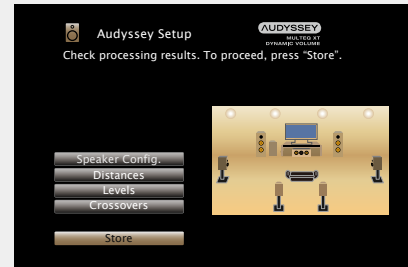 Audyssey Setup
AUDYSSEY
MULTEQ XT
DYNAMIC VOLUME
Check processing results. To proceed, press “Store”.
Speaker Config.
Distances
Levels
Crossovers
Store